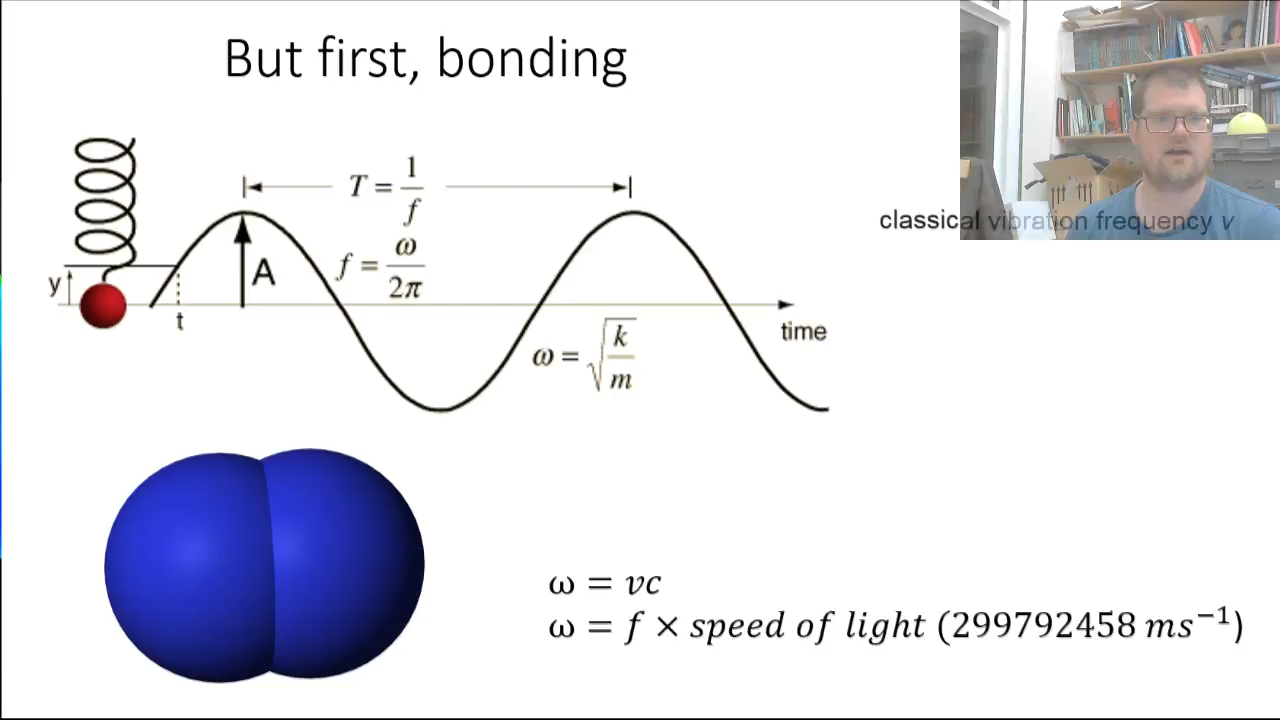 But first, bonding
T = 1/f
f = ω/2π
A
y
t
ω = √k/m
time
classical vibration frequency v
ω = vc
ω = f × speed of light (299792458 ms⁻¹)